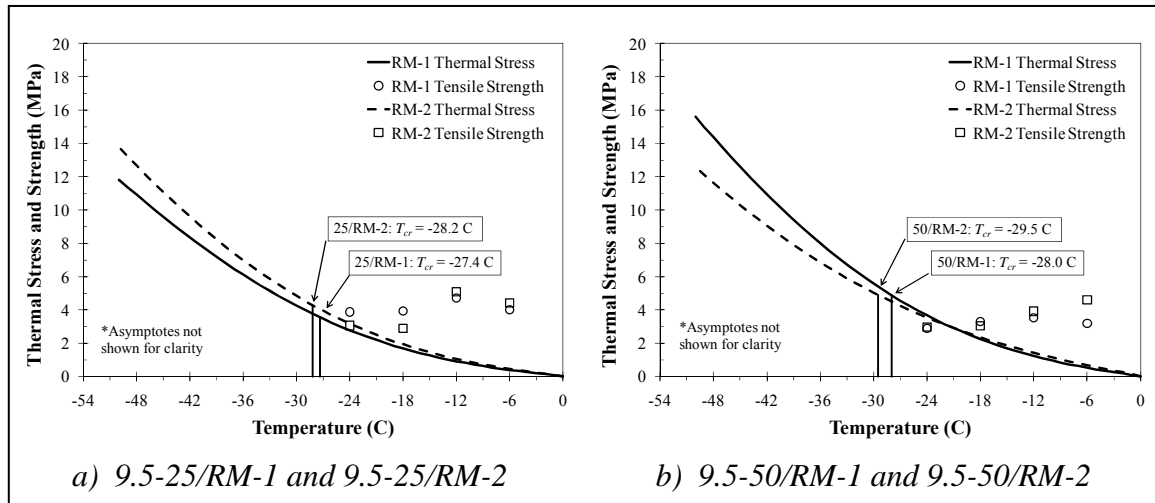 20
18
16
14
12
10
8
6
4
2
0
Thermal Stress and Strength (MPa)
RM-1 Thermal Stress
RM-1 Tensile Strength
RM-2 Thermal Stress
RM-2 Tensile Strength
25/RM-2: Tcr = -28.2 C
25/RM-1: Tcr = -27.4 C
*Asymptotes not
shown for clarity
-54 -48 -42 -36 -30 -24 -18 -12 -6 0
Temperature (C)
a) 9.5-25/RM-1 and 9.5-25/RM-2
20
18
16
14
12
10
8
6
4
2
0
Thermal Stress and Strength (MPa)
RM-1 Thermal Stress
RM-1 Tensile Strength
RM-2 Thermal Stress
RM-2 Tensile Strength
50/RM-2: Tcr = -29.5 C
50/RM-1: Tcr = -28.0 C
*Asymptotes not
shown for clarity
-54 -48 -42 -36 -30 -24 -18 -12 -6 0
Temperature (C)
b) 9.5-50/RM-1 and 9.5-50/RM-2